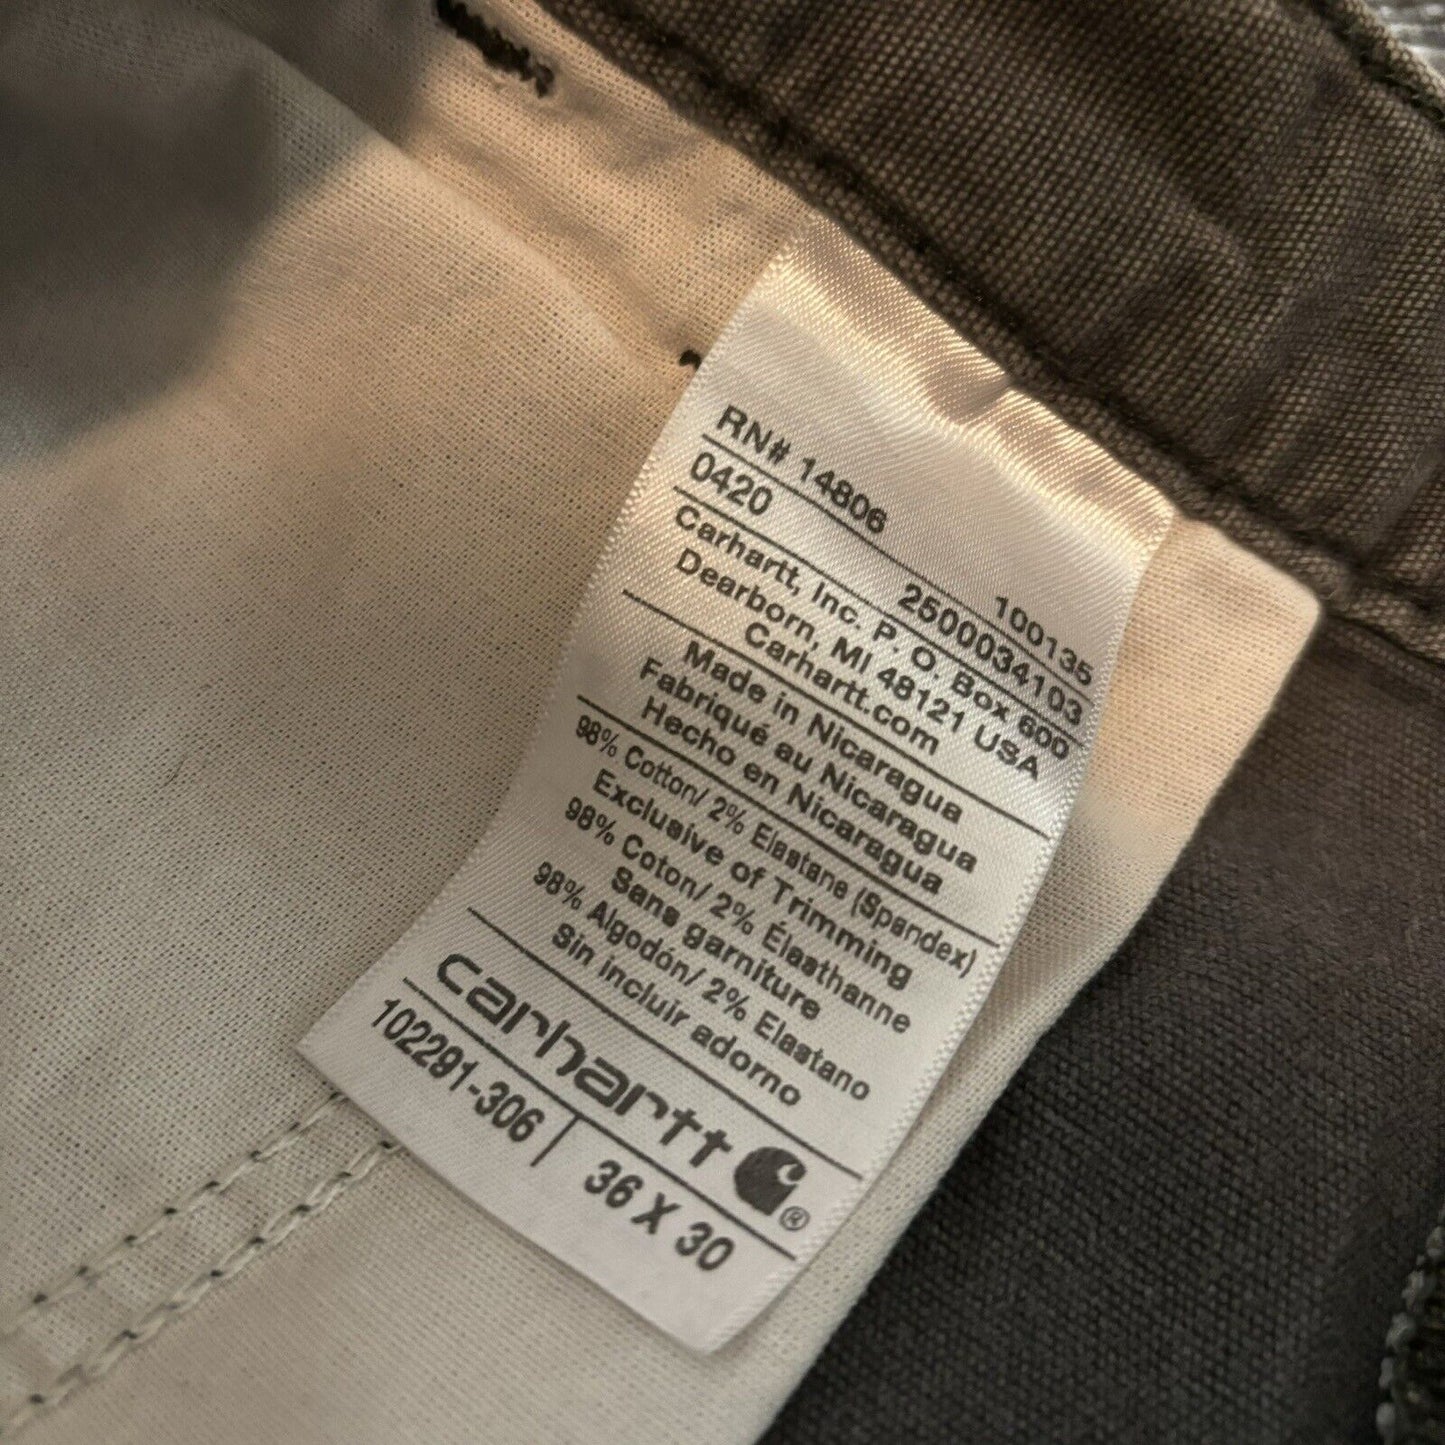 RN# 14806
100135
0420
2500034103
Carhartt, Inc. P. O. Box 600
Dearborn, MI 48121 USA
Carhartt.com
Made in Nicaragua
Fabriqué au Nicaragua
Hecho en Nicaragua
98% Cotton/ 2% Elastane (Spandex)
Exclusive of Trimming
98% Coton/ 2% Élasthanne
Sans garniture
98% Algodón/ 2% Elastano
Sin incluir adorno
carhartt ®
102291-306 | 36 X 30